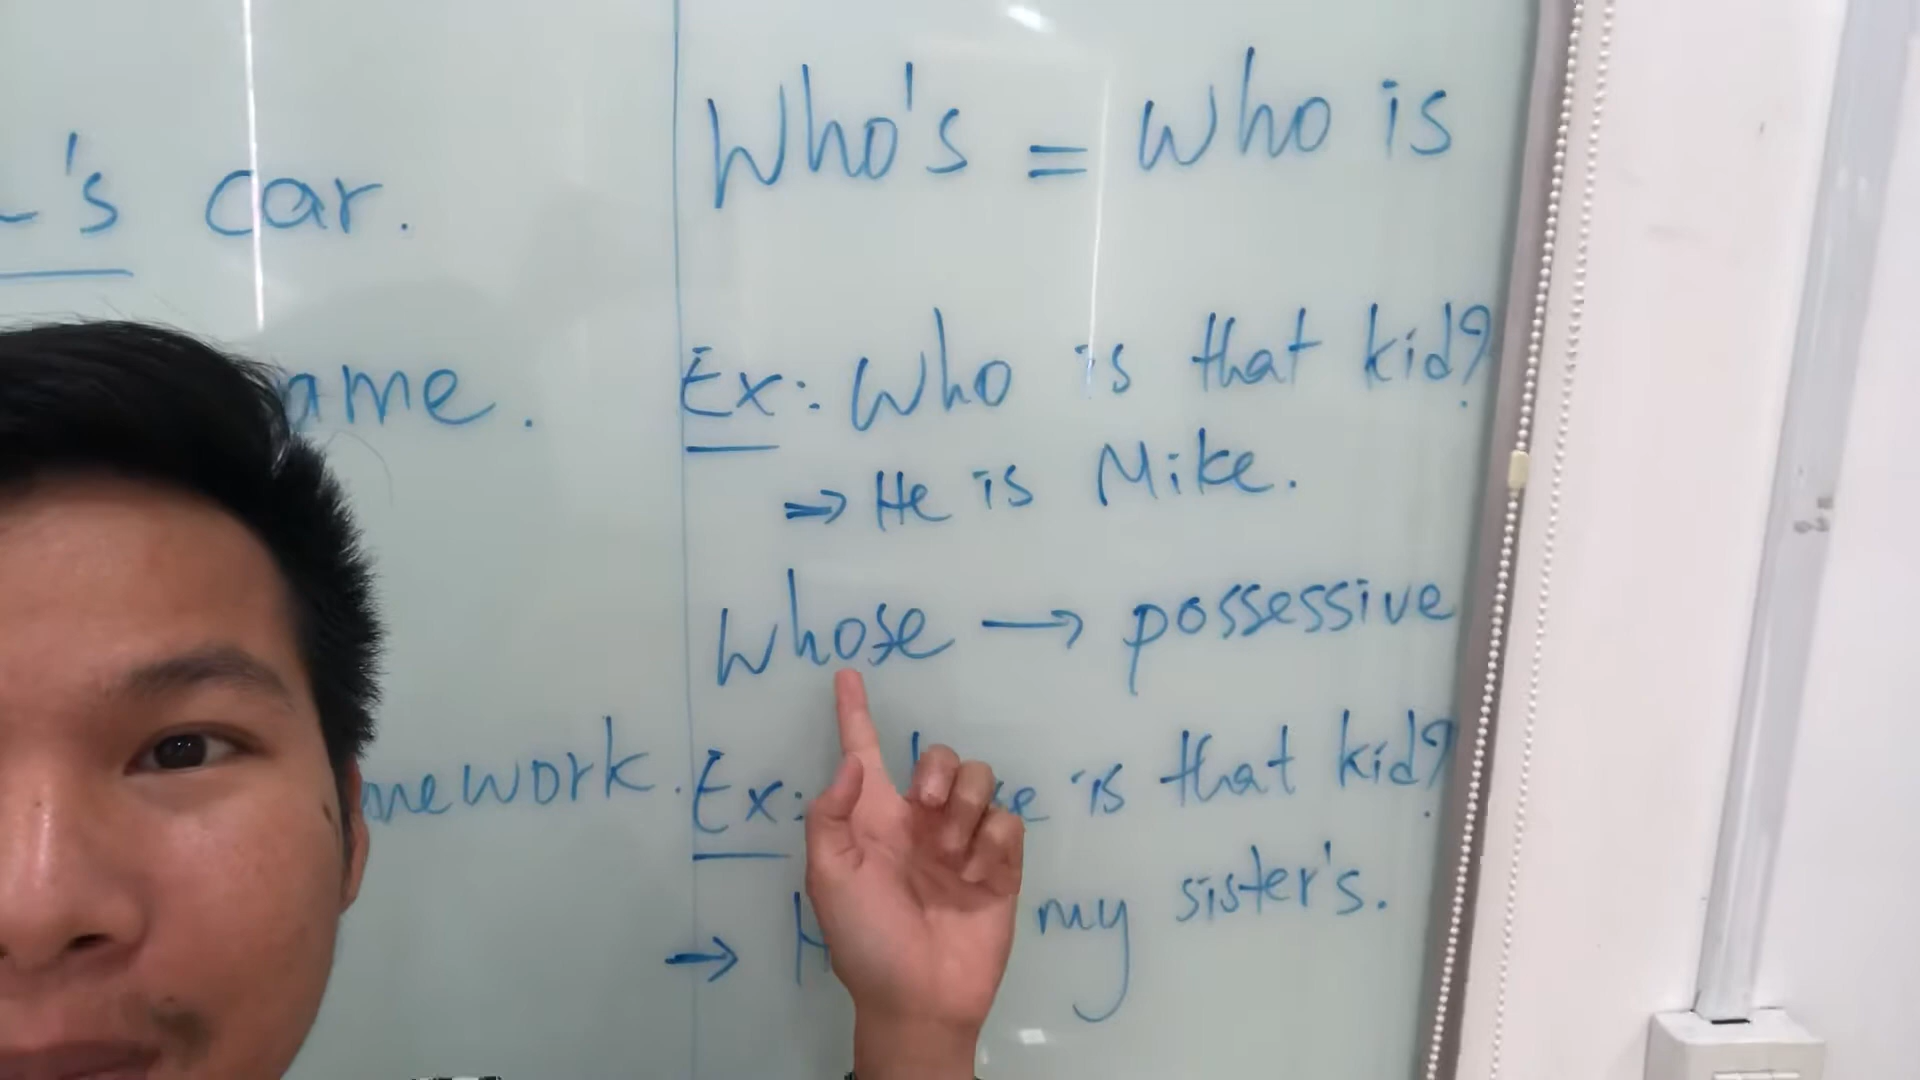 's car.
ame.
mework.
Who's = Who is
Ex: Who is that kid?
⇒ He is Mike.
Whose → possessive
Ex: is that kid?
→ my sister's.